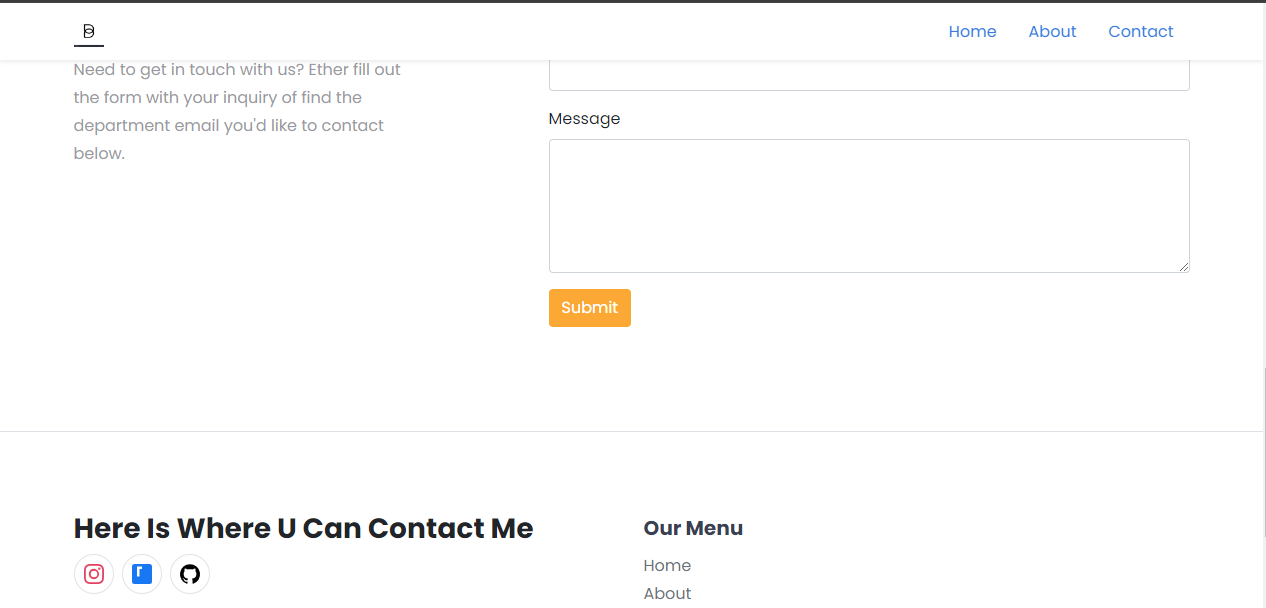 Home About Contact
Need to get in touch with us? Ether fill out
the form with your inquiry of find the
department email you'd like to contact
below.
Message
Submit
Here Is Where U Can Contact Me
Our Menu
Home
About